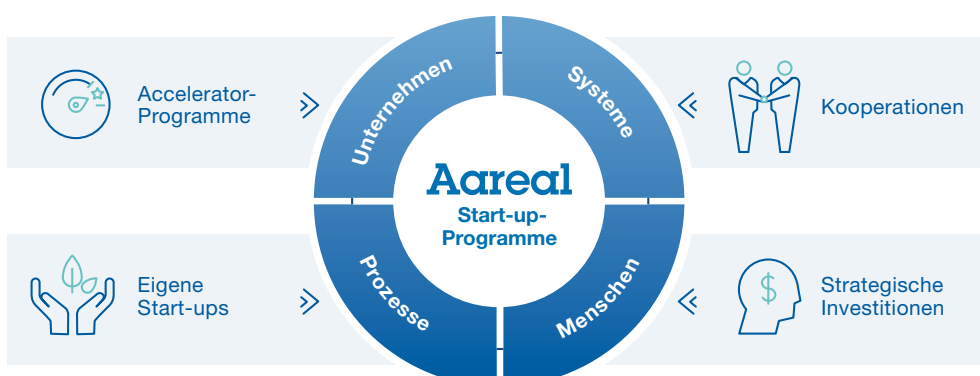 Accelerator-
Programme
Unternehmen
Systeme
Kooperationen
Aareal
Start-up-
Programme
Eigene
Start-ups
Prozesse
Menschen
$
Strategische
Investitionen